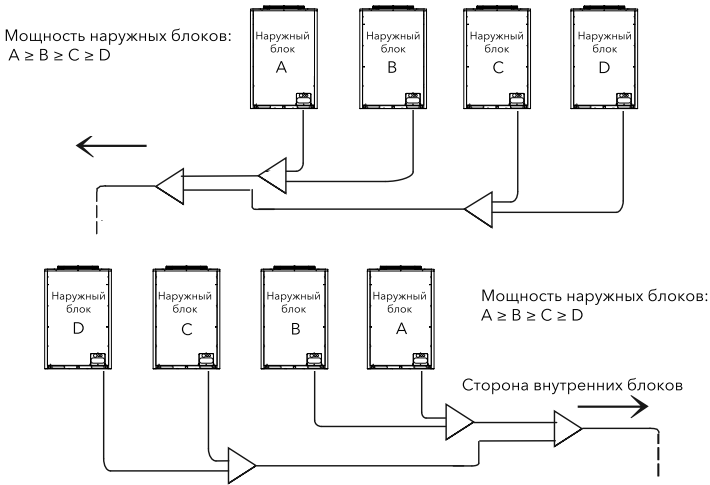 Мощность наружных блоков:
A ≥ B ≥ C ≥ D
Наружный
блок
A
Наружный
блок
B
Наружный
блок
C
Наружный
блок
D
Наружный
блок
D
Наружный
блок
C
Наружный
блок
B
Наружный
блок
A
Мощность наружных блоков:
A ≥ B ≥ C ≥ D
Сторона внутренних блоков